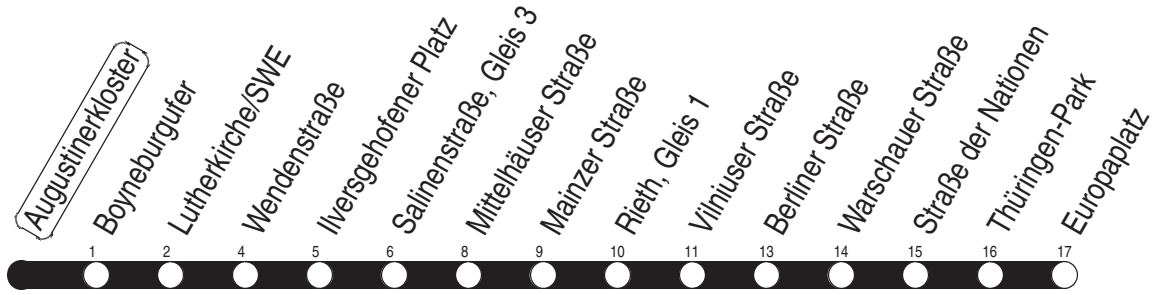 Augustinerkloster
Boyneburgufer
Lutherkirche/SWE
Wendenstraße
Ilversgehofener Platz
Salinenstraße, Gleis 3
Mittelhäuser Straße
Mainzer Straße
Rieth, Gleis 1
Vilniuser Straße
Berliner Straße
Warschauer Straße
Straße der Nationen
Thüringen-Park
Europaplatz
1 2 4 5 6 8 9 10 11 13 14 15 16 17